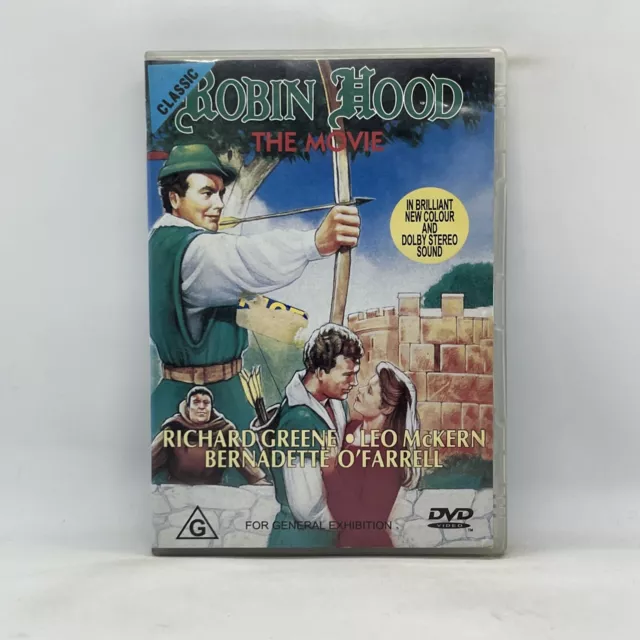 CLASSIC
ROBIN HOOD
THE MOVIE
IN BRILLIANT
NEW COLOUR
AND
DOLBY STEREO
SOUND
RICHARD GREENE • LEO McKERN
BERNADETTE O'FARRELL
G
FOR GENERAL EXHIBITION
DVD
VIDEO
TM